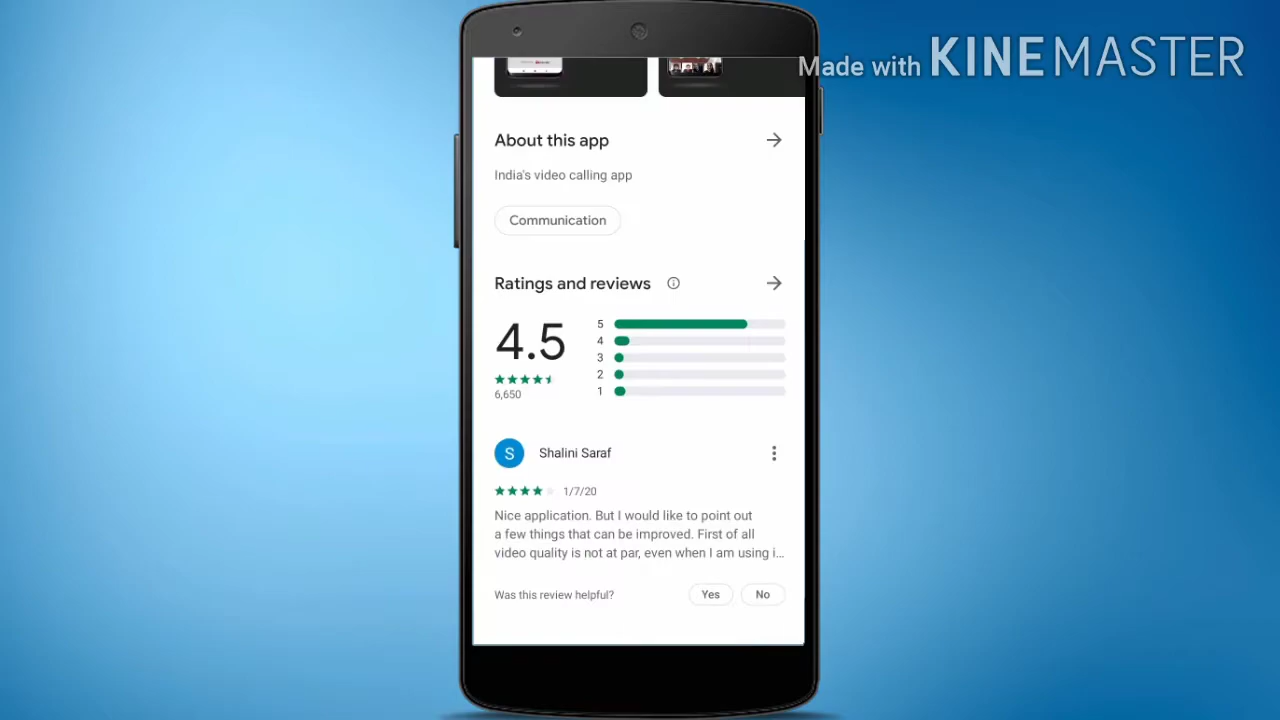 Made with KINEMASTER
About this app
India's video calling app
Communication
Ratings and reviews
4.5
6,650
5
4
3
2
1
S
Shalini Saraf
1/7/20
Nice application. But I would like to point out
a few things that can be improved. First of all
video quality is not at par, even when I am using i...
Was this review helpful?
Yes
No